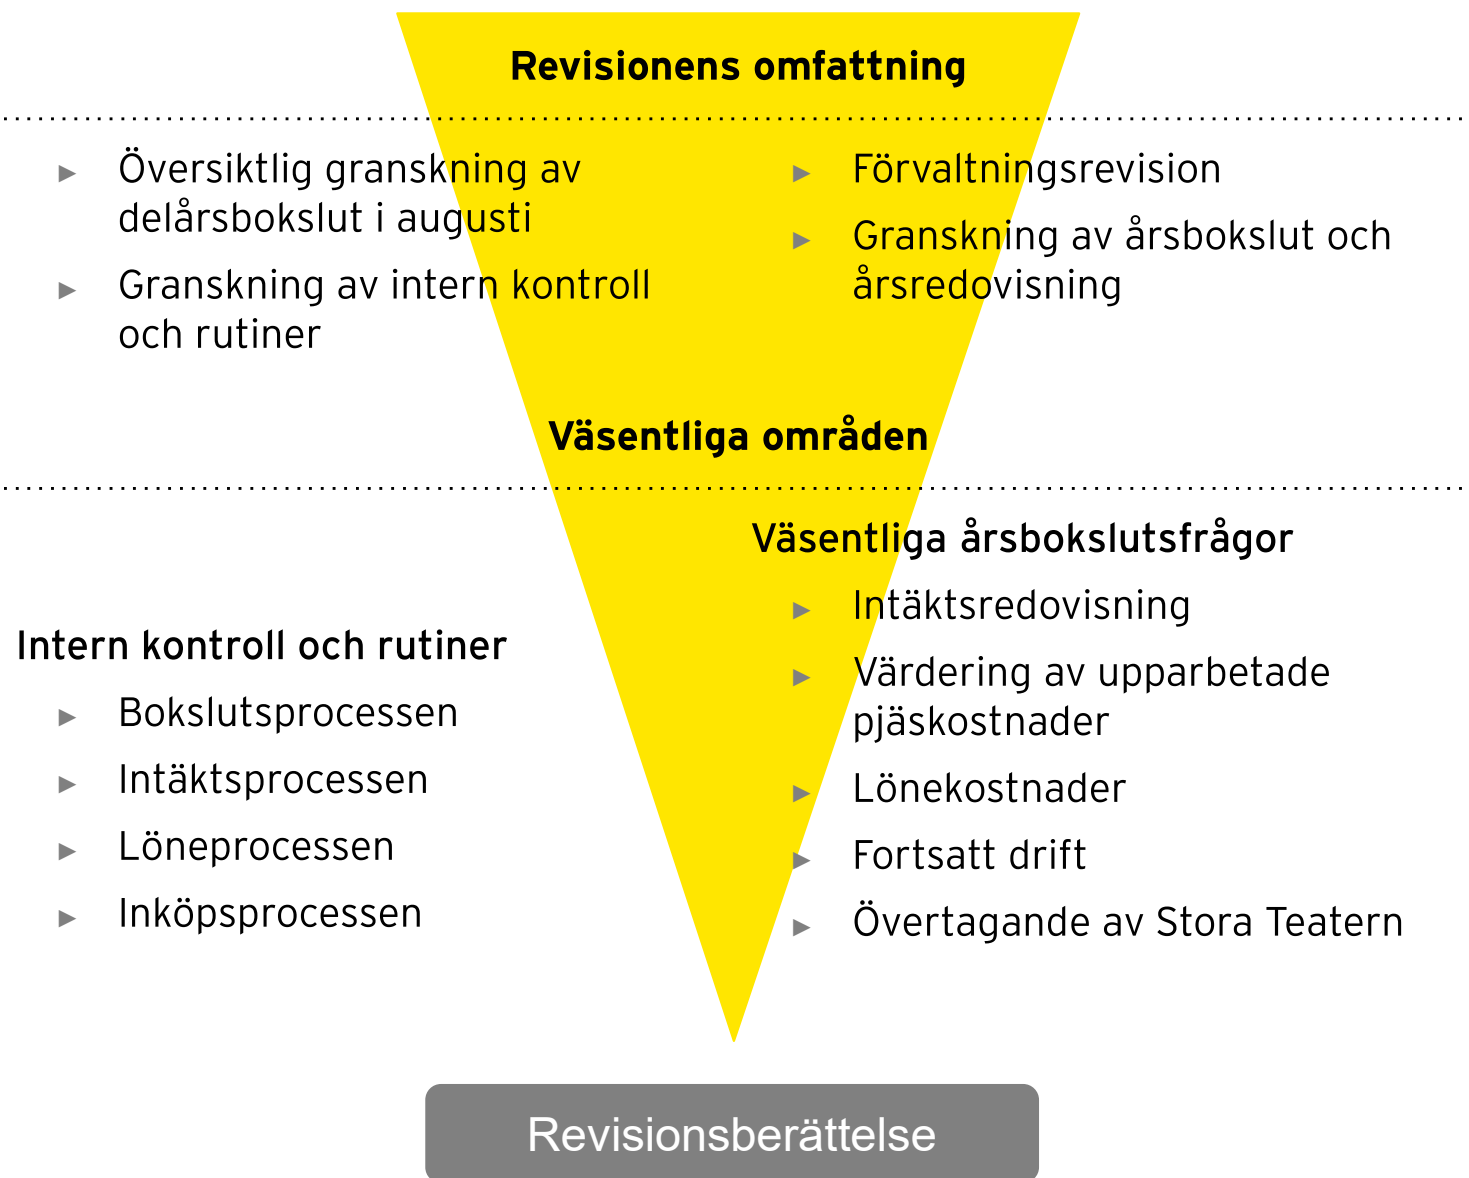 Revisionens omfattning
Översiktlig granskning av
delårsbokslut i augusti
Granskning av intern kontroll
och rutiner
Förvaltningsrevision
Granskning av årsbokslut och
årsredovisning
Väsentliga områden
Intern kontroll och rutiner
Bokslutsprocessen
Intäktsprocessen
Löneprocessen
Inköpsprocessen
Väsentliga årsbokslutsfrågor
Intäktsredovisning
Värdering av upparbetade
pjäskostnader
Lönekostnader
Fortsatt drift
Övertagande av Stora Teatern
Revisionsberättelse